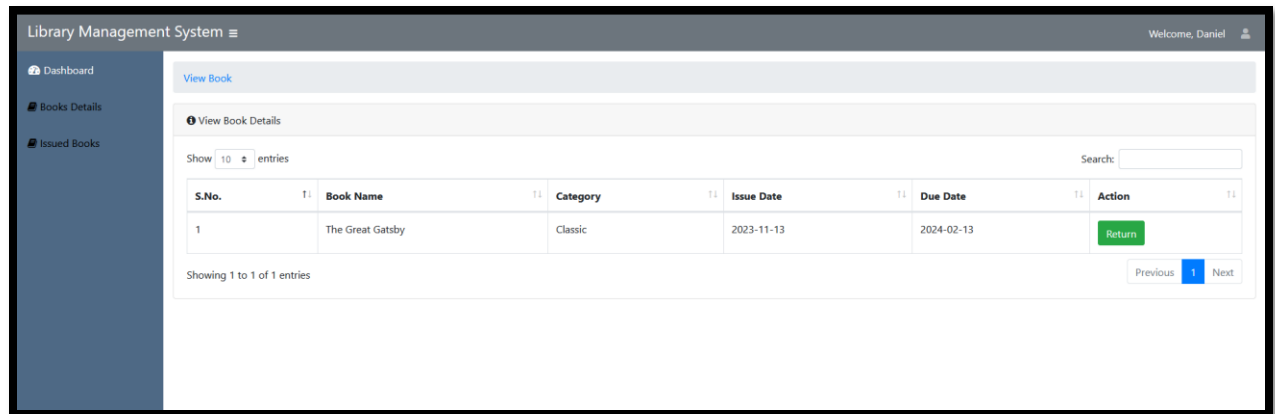 Library Management System
Welcome, Daniel
Dashboard
Books Details
Issued Books
View Book
View Book Details
Show 10 entries
Search:
S.No. Book Name Category Issue Date Due Date Action
1 The Great Gatsby Classic 2023-11-13 2024-02-13 Return
Showing 1 to 1 of 1 entries
Previous 1 Next